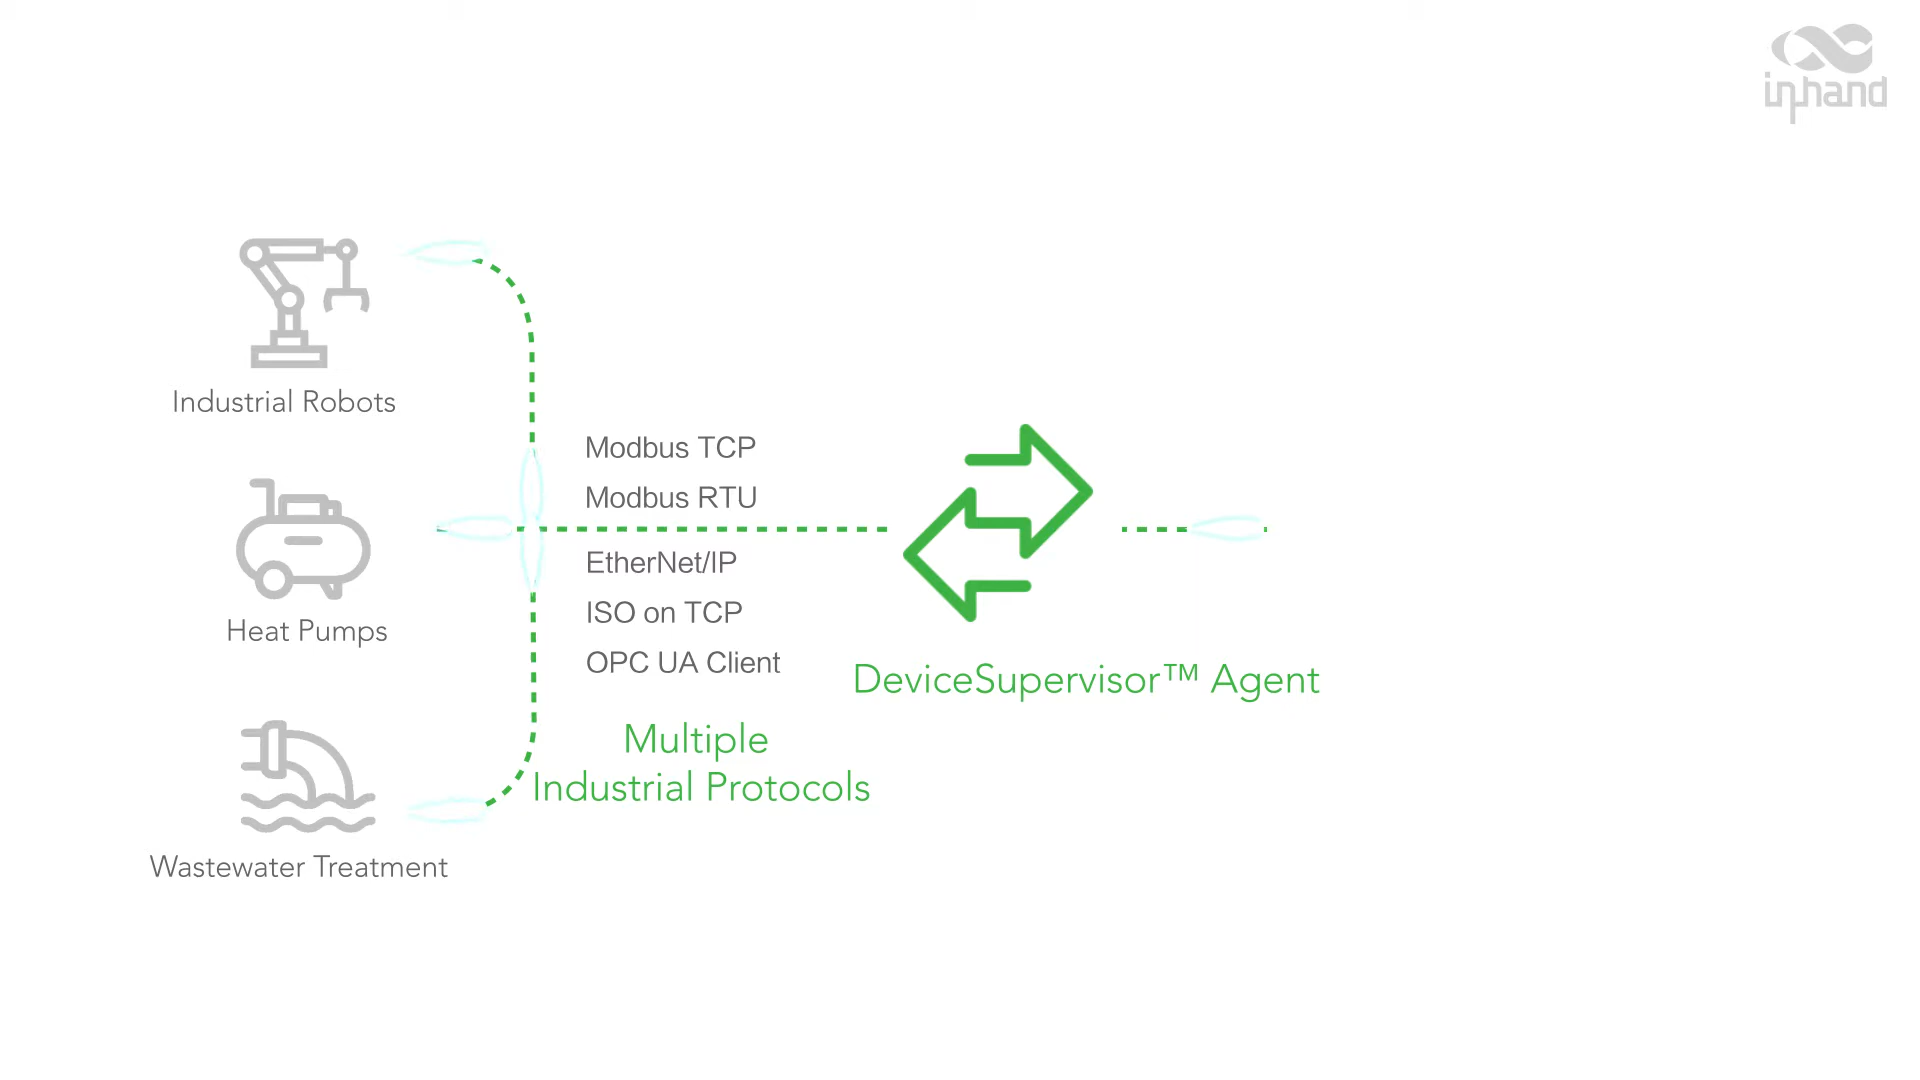 inhand
Industrial Robots
Modbus TCP
Modbus RTU
EtherNet/IP
ISO on TCP
OPC UA Client
Heat Pumps
DeviceSupervisor™ Agent
Multiple
Industrial Protocols
Wastewater Treatment